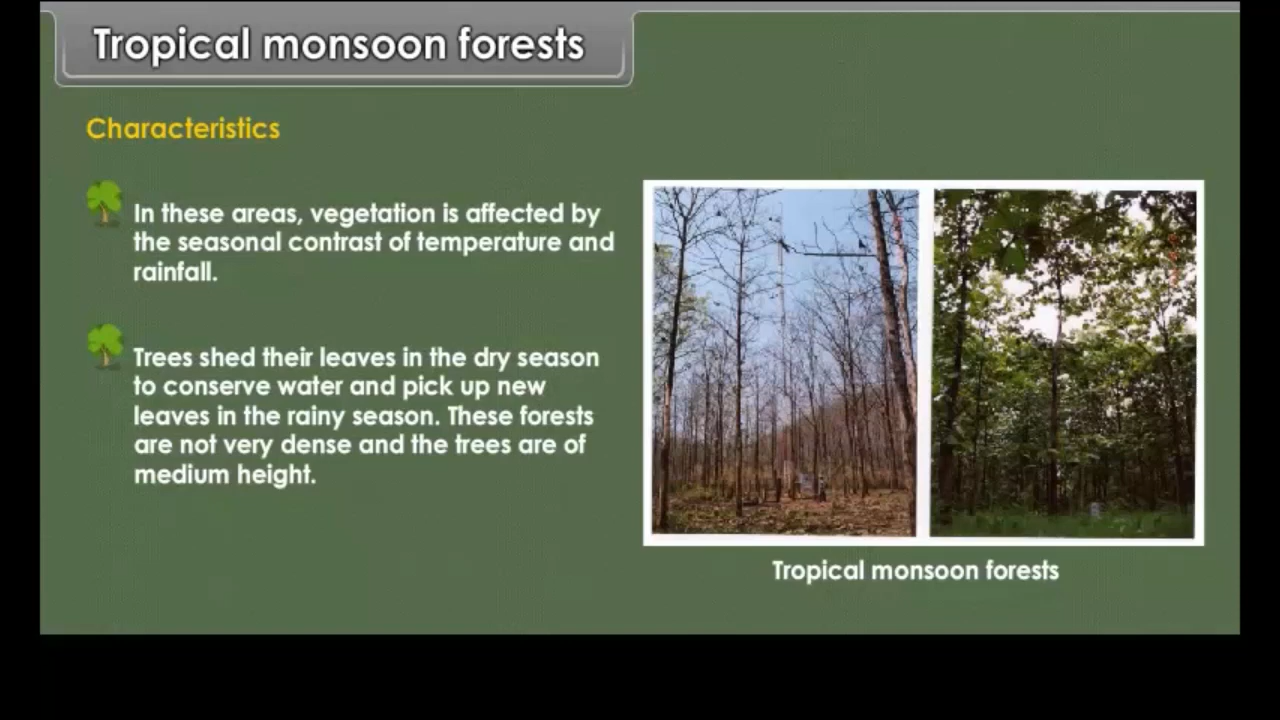 Tropical monsoon forests
Characteristics
In these areas, vegetation is affected by
the seasonal contrast of temperature and
rainfall.
Trees shed their leaves in the dry season
to conserve water and pick up new
leaves in the rainy season. These forests
are not very dense and the trees are of
medium height.
Tropical monsoon forests